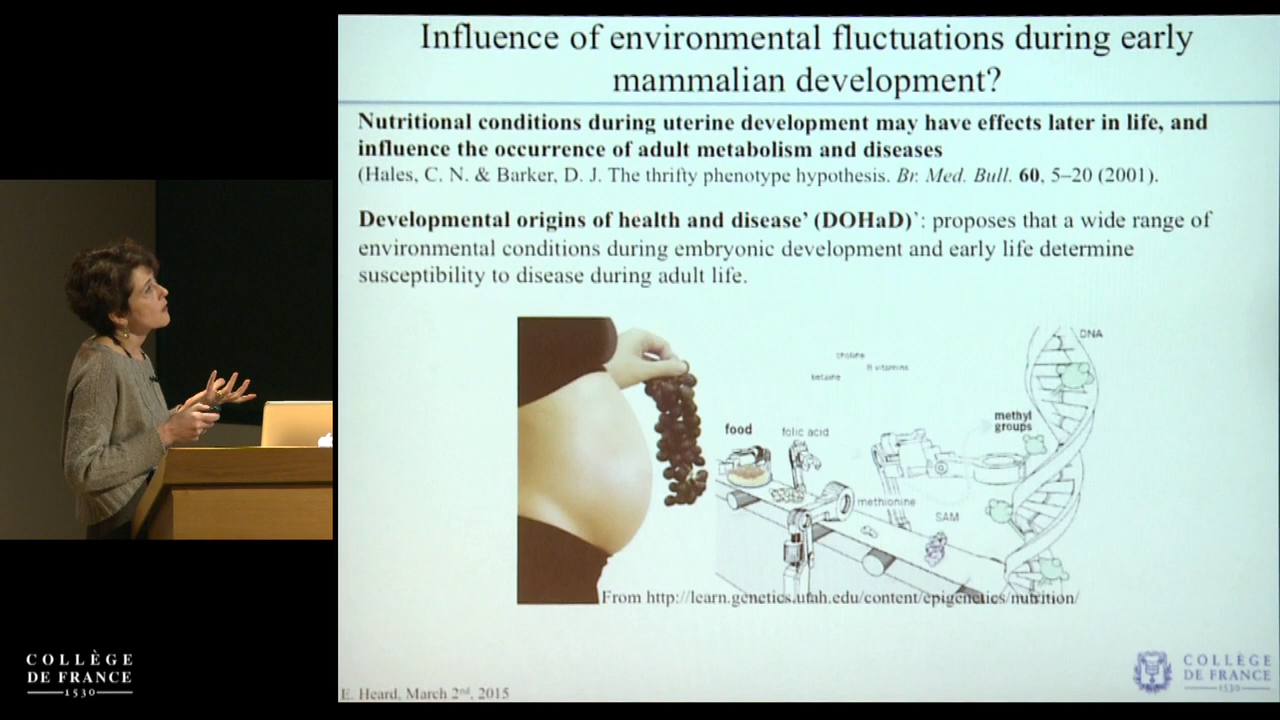 Influence of environmental fluctuations during early
mammalian development?
Nutritional conditions during uterine development may have effects later in life, and
influence the occurrence of adult metabolism and diseases
(Hales, C. N. & Barker, D. J. The thrifty phenotype hypothesis. Br. Med. Bull. 60, 5–20 (2001).
Developmental origins of health and disease’ (DOHaD)`: proposes that a wide range of
environmental conditions during embryonic development and early life determine
susceptibility to disease during adult life.
DNA
choline
B vitamins
betaine
methyl
groups
food
folic acid
methionine
SAM
From http://learn.genetics.utah.edu/content/epigenetics/nutrition/
COLLÈGE
DE FRANCE
1530
E. Heard, March 2nd, 2015
COLLÈGE
DE FRANCE
1530